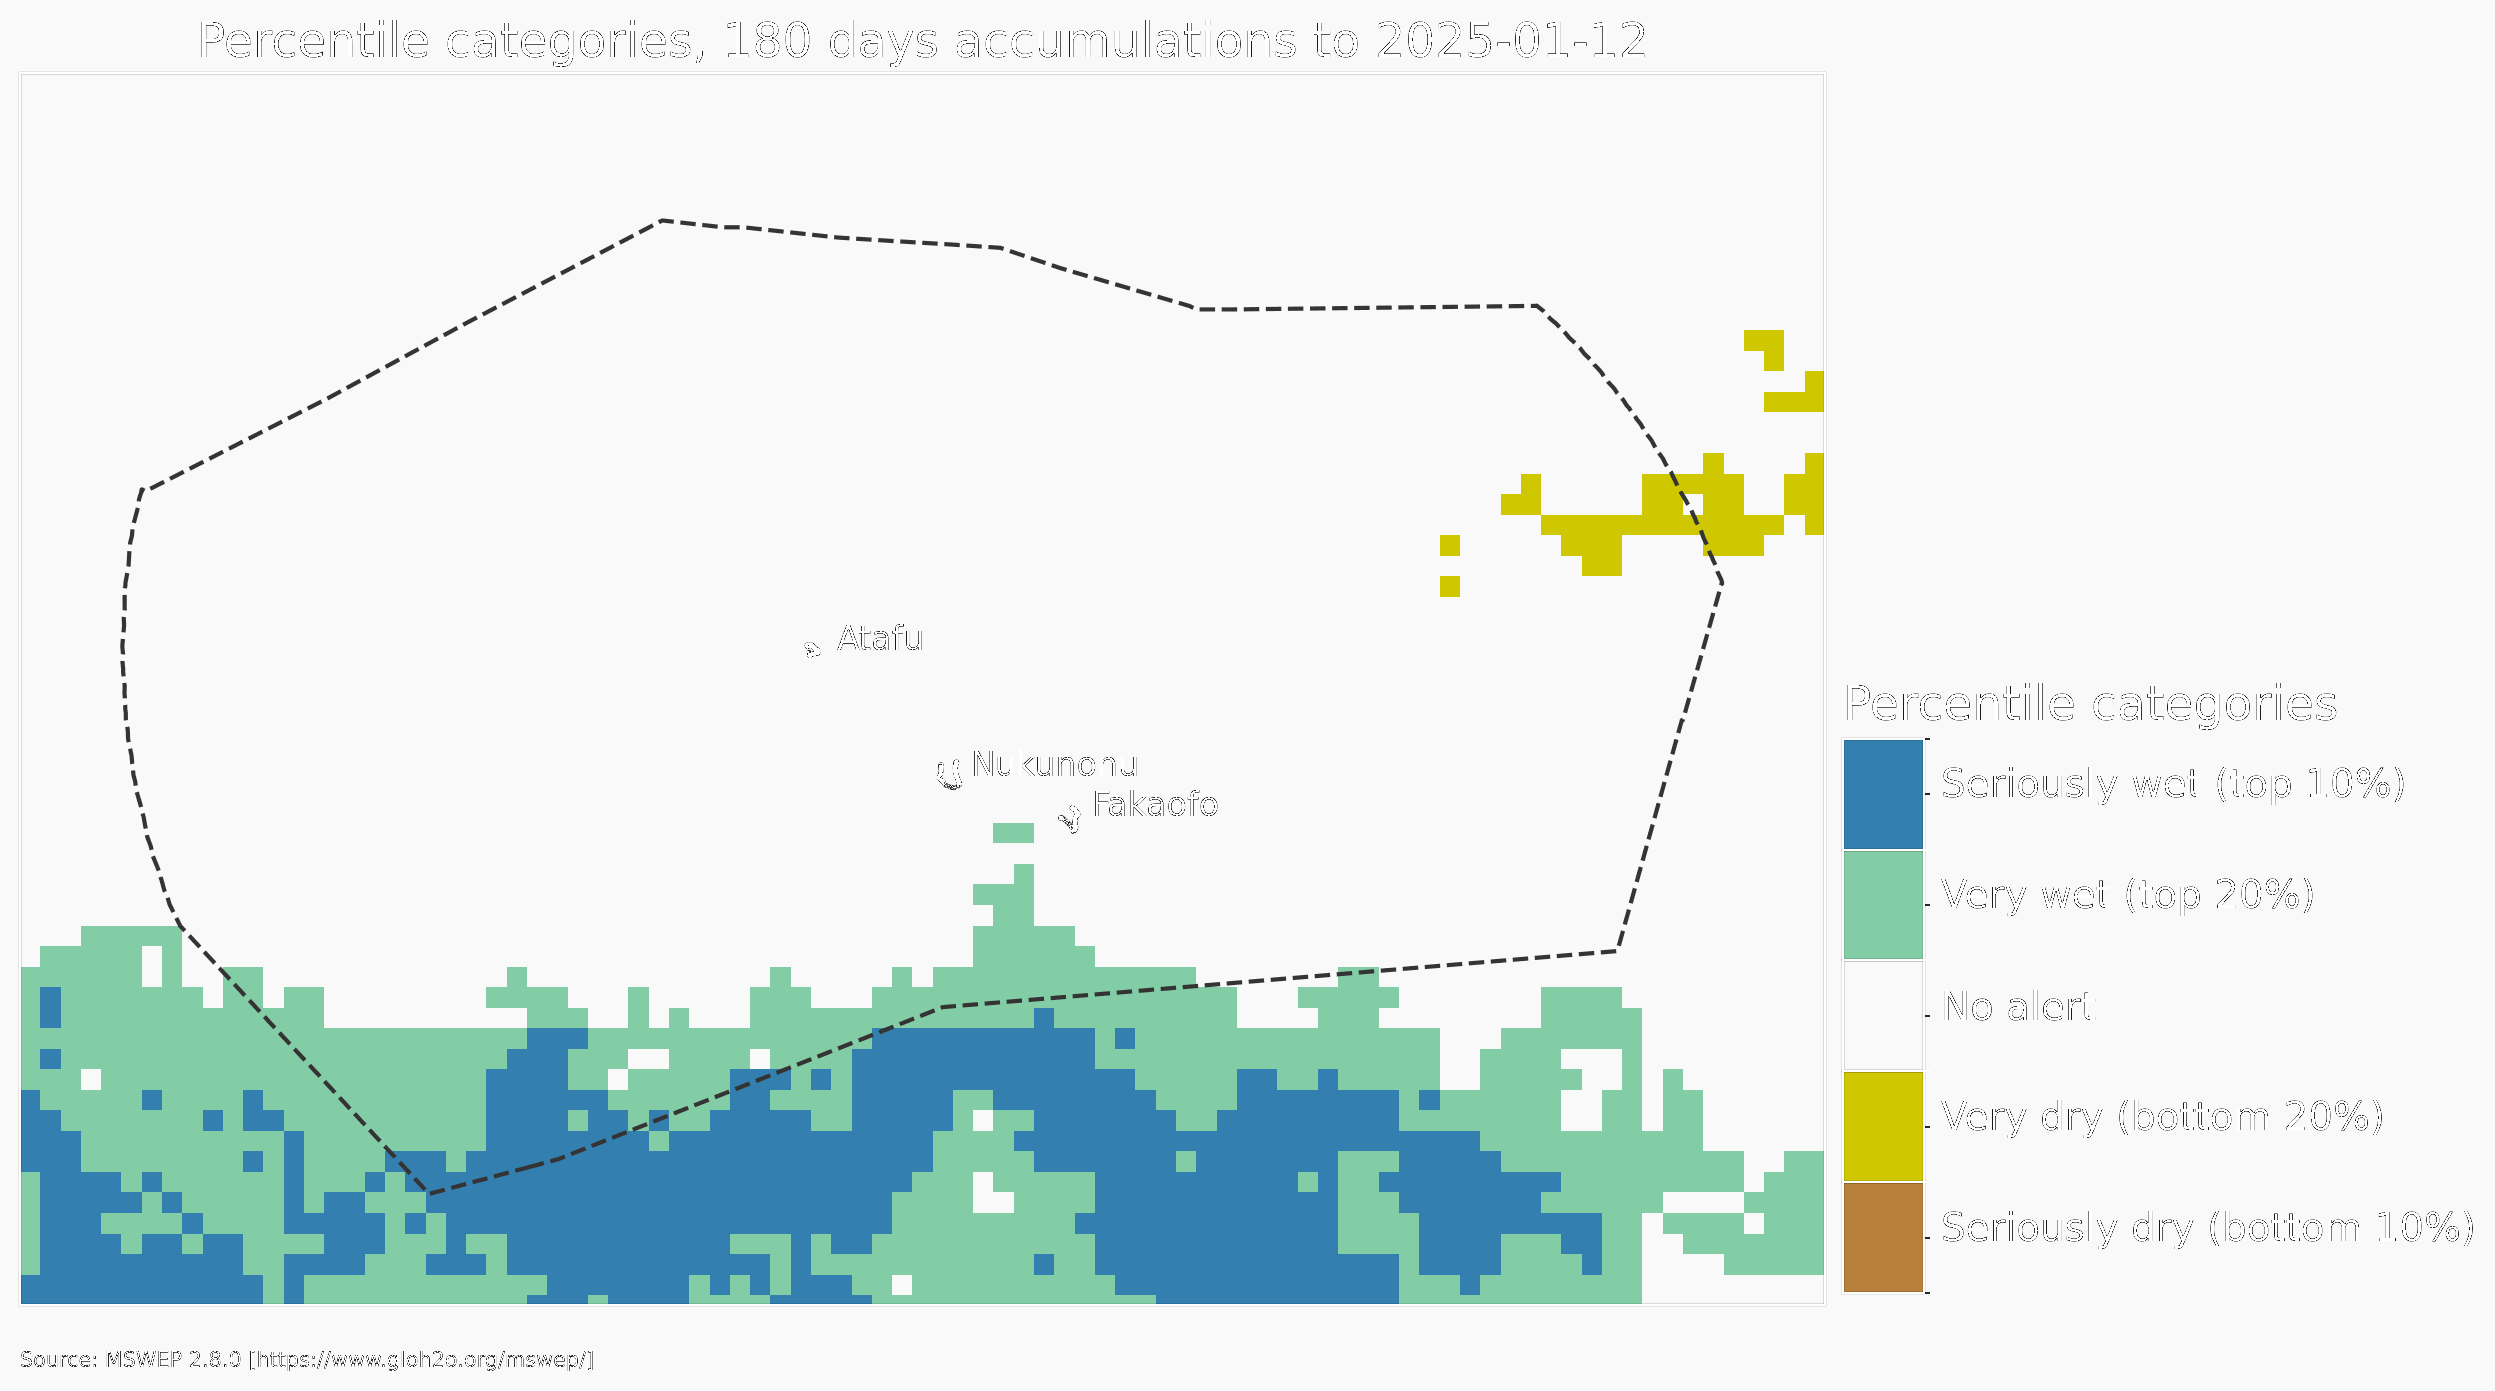 Percentile categories, 180 days accumulations to 2025-01-12
Atafu
Nukunonu
Fakaofo
Percentile categories
Seriously wet (top 10%)
Very wet (top 20%)
No alert
Very dry (bottom 20%)
Seriously dry (bottom 10%)
Source: MSWEP 2.8.0 [https://www.gloh2o.org/mswep/]